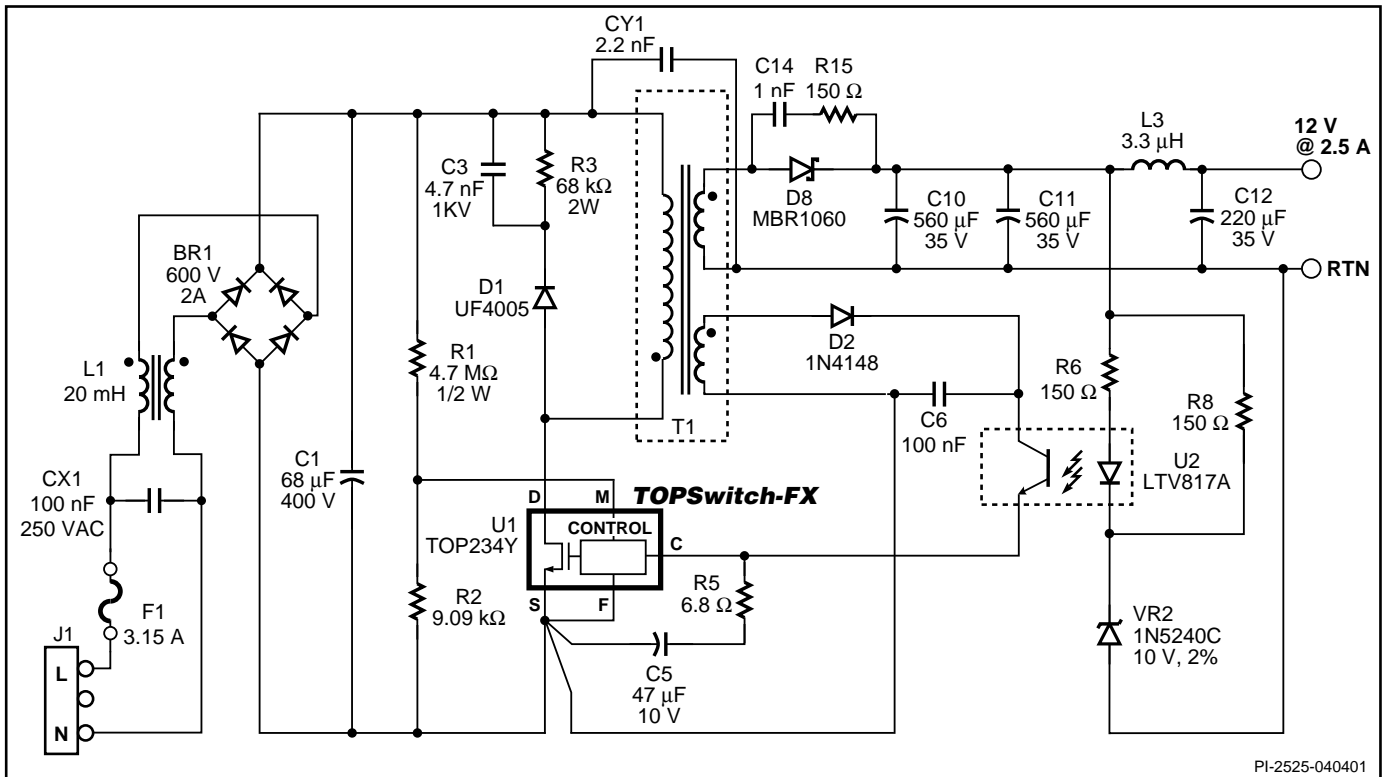 CY1
2.2 nF
C14
1 nF
R15
150 Ω
L3
3.3 µH
12 V
@ 2.5 A
C3
4.7 nF
1KV
R3
68 kΩ
2W
D8
MBR1060
C10
560 µF
35 V
C11
560 µF
35 V
C12
220 µF
35 V
BR1
600 V
2A
RTN
D1
UF4005
D2
1N4148
R1
4.7 MΩ
1/2 W
L1
20 mH
T1
C6
100 nF
R6
150 Ω
R8
150 Ω
U2
LTV817A
CX1
100 nF
250 VAC
C1
68 µF
400 V
D
M
TOPSwitch-FX
U1
TOP234Y
CONTROL
C
S
F
R2
9.09 kΩ
R5
6.8 Ω
C5
47 µF
10 V
VR2
1N5240C
10 V, 2%
F1
3.15 A
J1
L
N
PI-2525-040401